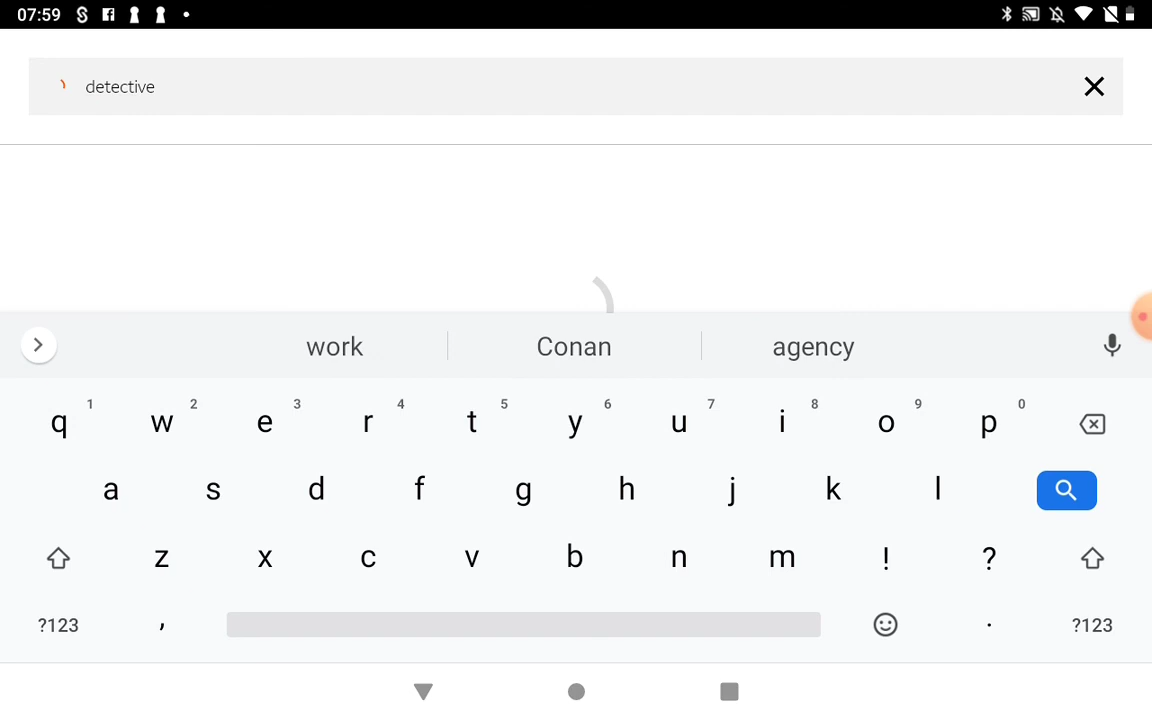 07:59
detective
work Conan agency
q 1 w 2 e 3 r 4 t 5 y 6 u 7 i 8 o 9 p 0
a s d f g h j k l
z x c v b n m ! ?
?123 , . ?123